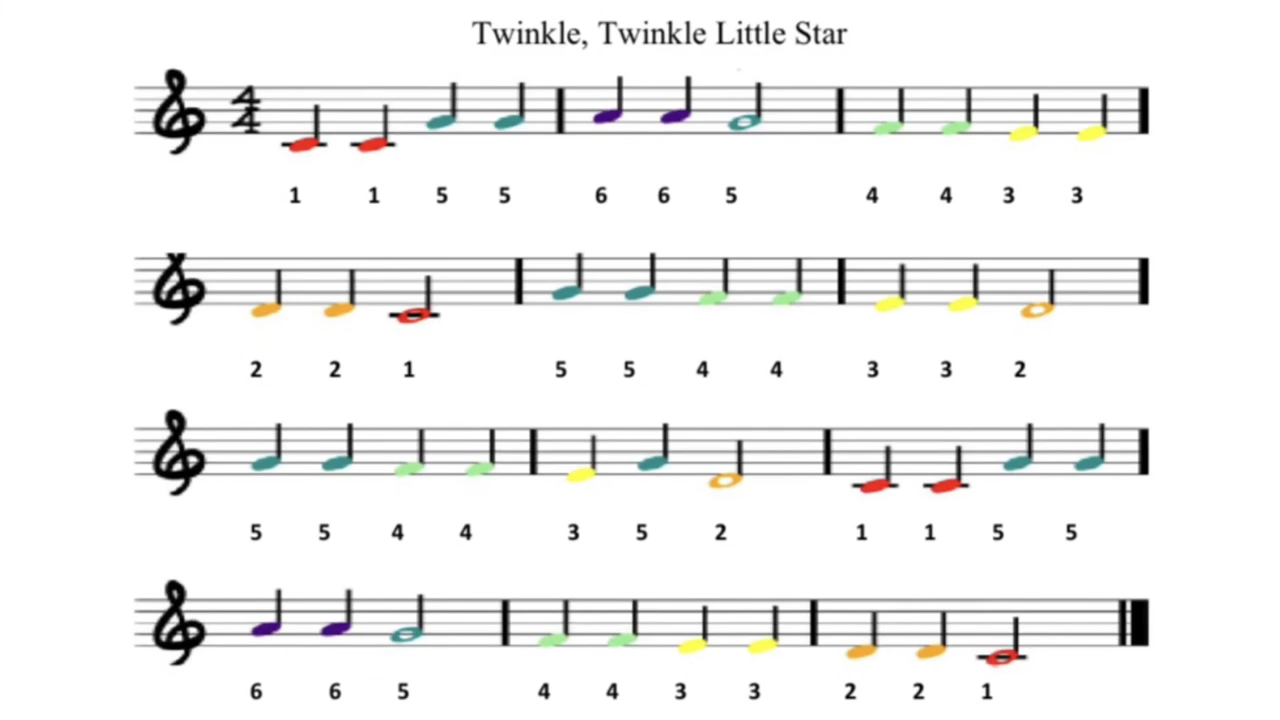 Twinkle, Twinkle Little Star
4
4
1 1 5 5 6 6 5 4 4 3 3
2 2 1 5 5 4 4 3 3 2
5 5 4 4 3 5 2 1 1 5 5
6 6 5 4 4 3 3 2 2 1